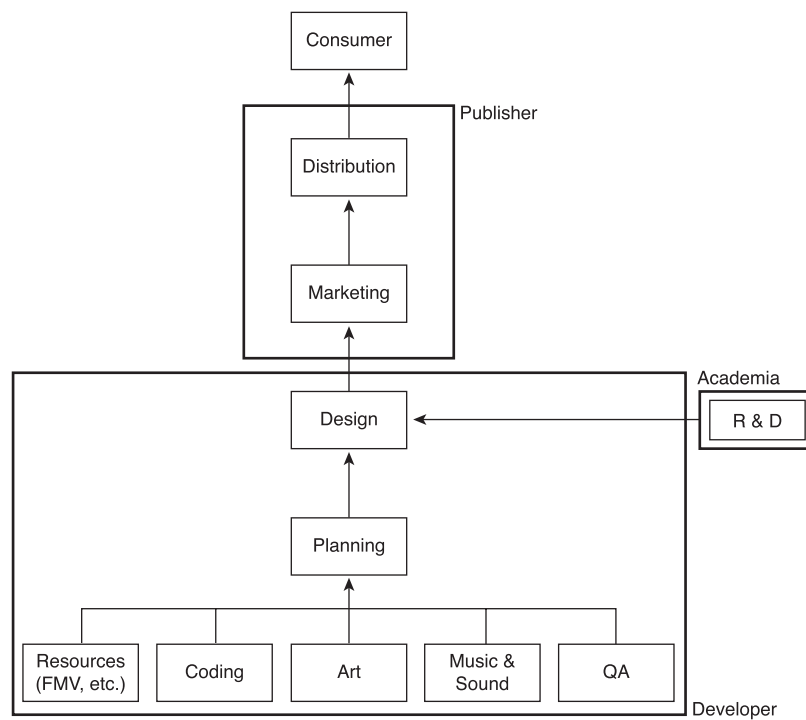 Consumer
Publisher
Distribution
Marketing
Academia
Design
R & D
Planning
Resources
(FMV, etc.)
Coding
Art
Music &
Sound
QA
Developer